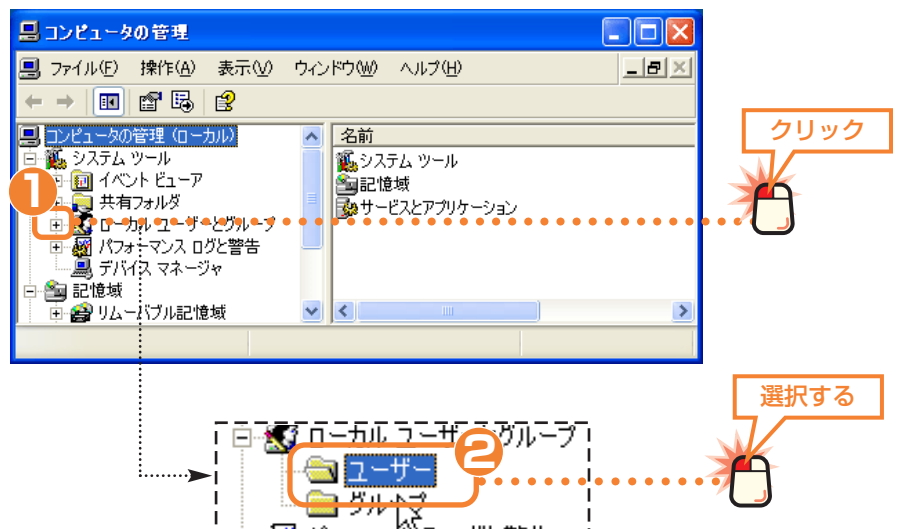 コンピュータの管理
ファイル(F) 操作(A) 表示(V) ウィンドウ(W) ヘルプ(H)
コンピュータの管理 (ローカル)
システム ツール
イベント ビューア
共有フォルダ
ローカル ユーザーとグループ
パフォーマンス ログと警告
デバイス マネージャ
記憶域
リムーバブル記憶域
名前
システム ツール
記憶域
サービスとアプリケーション
1
クリック
選択する
ローカル ユーザーとグループ
2
ユーザー
グループ